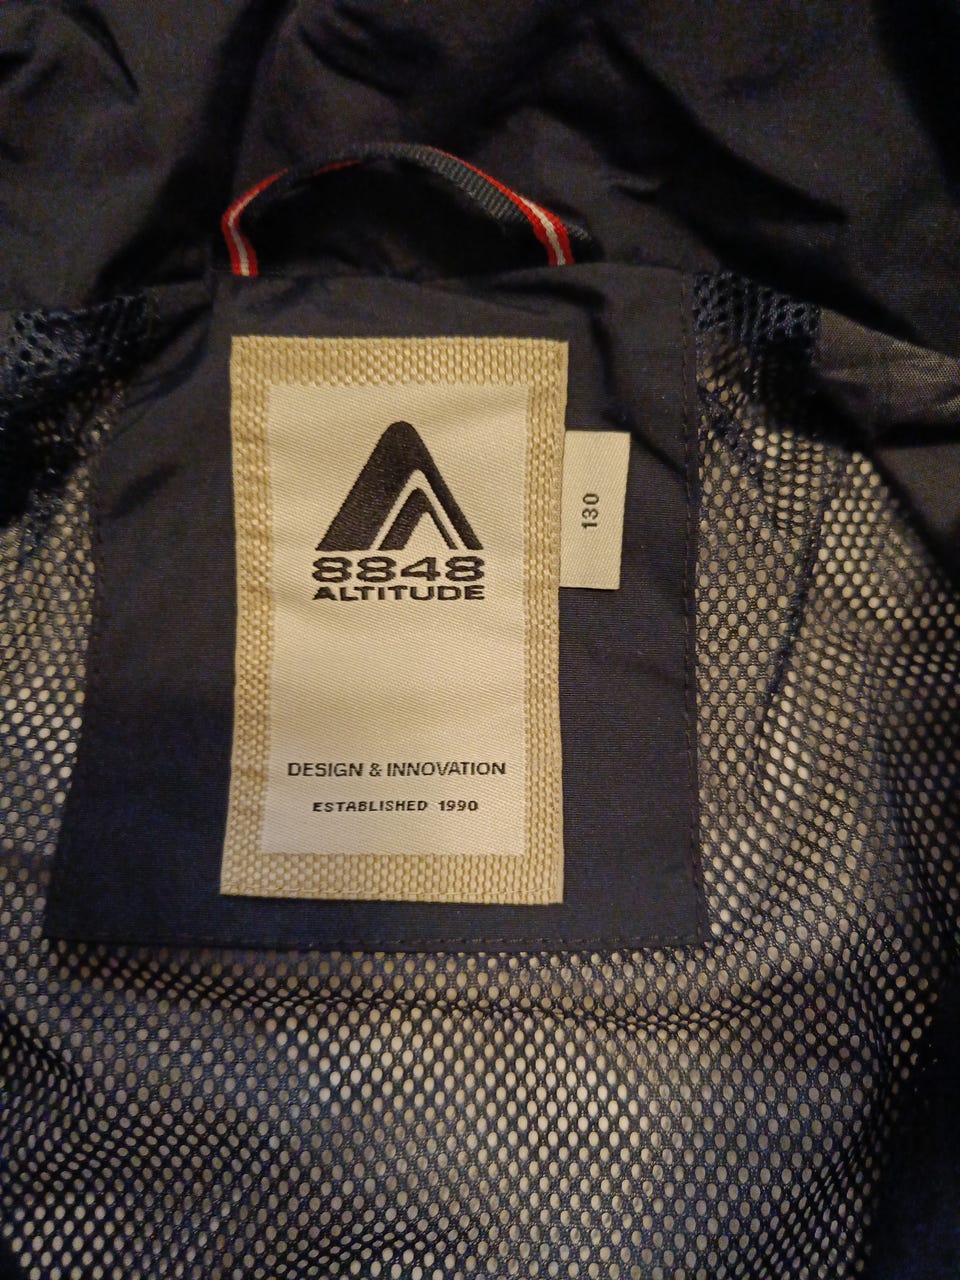 8848
ALTITUDE
130
DESIGN & INNOVATION
ESTABLISHED 1990